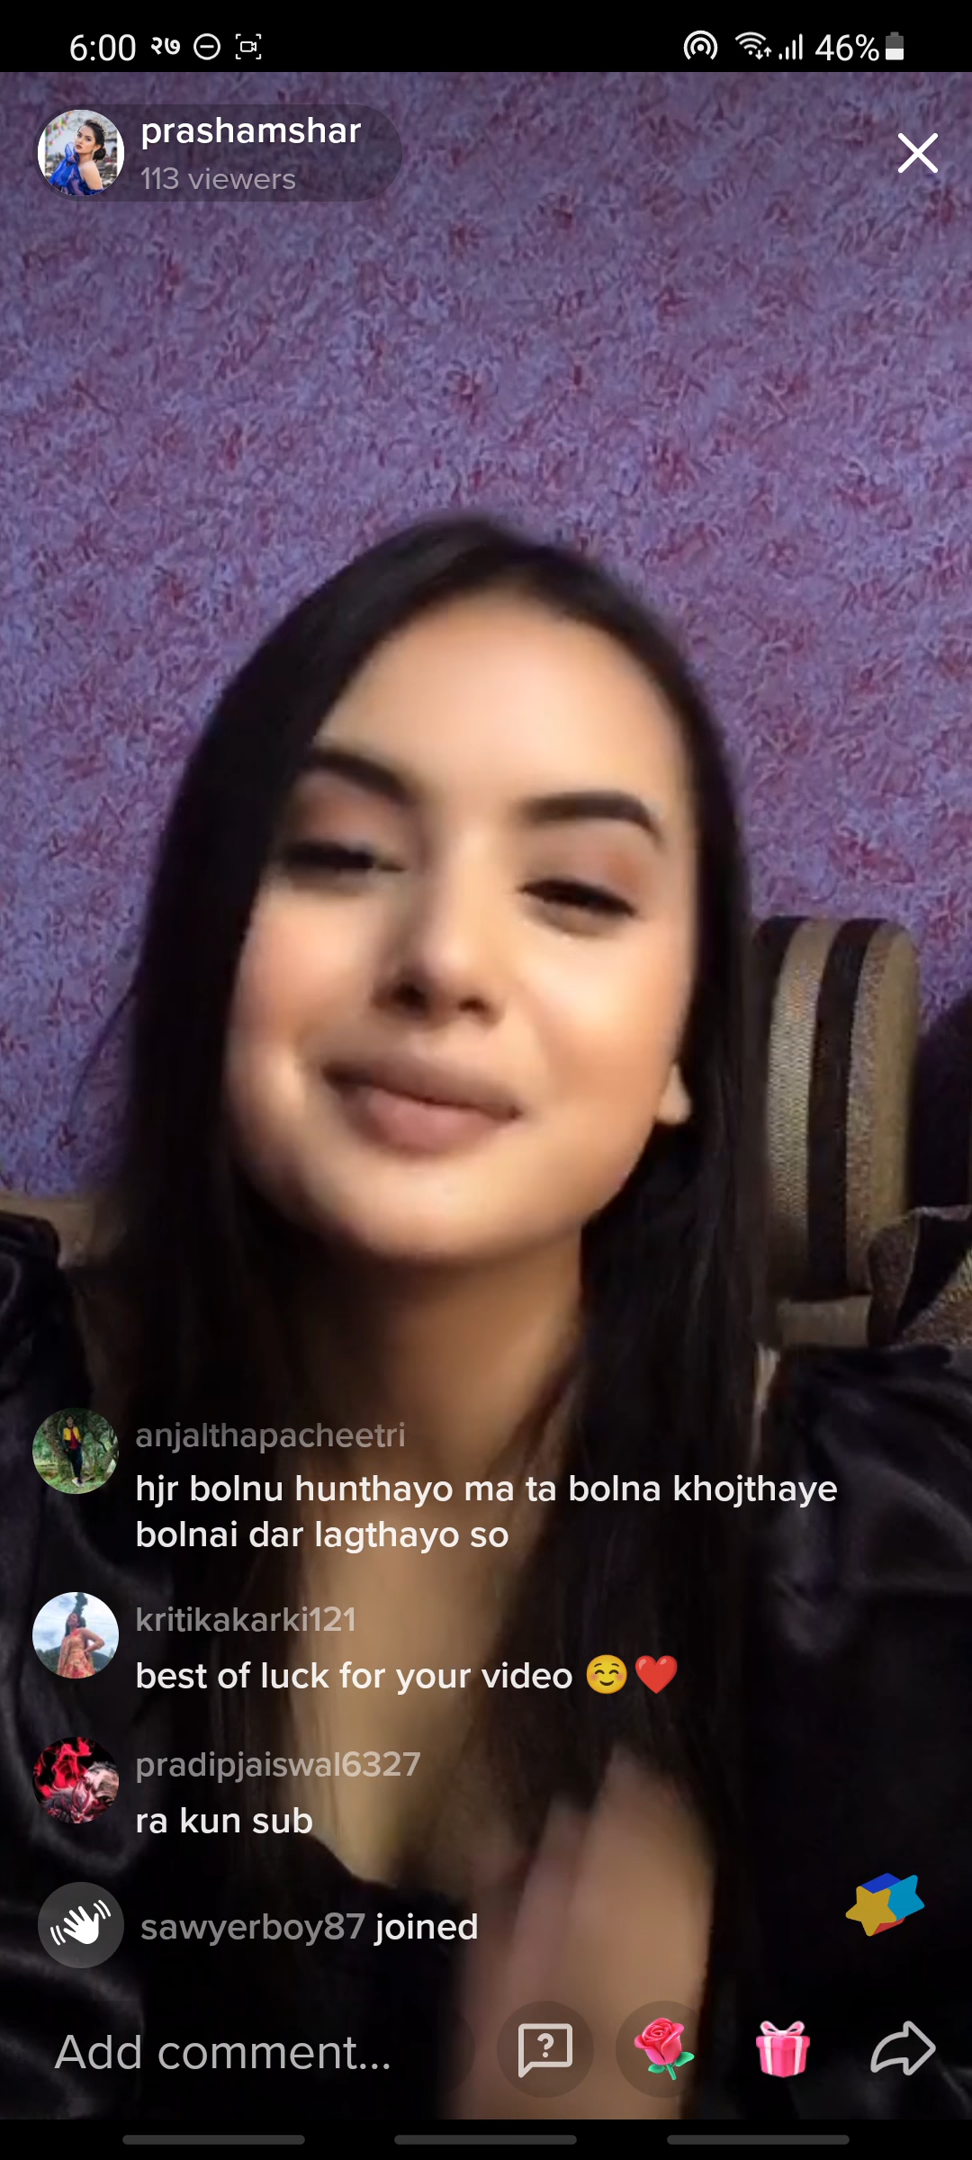 6:00 २७ 46%
prashamshar
113 viewers
anjalthapacheetri
hjr bolnu hunthayo ma ta bolna khojthaye
bolnai dar lagthayo so
kritikakarki121
best of luck for your video ☺️❤️
pradipjaiswal6327
ra kun sub
sawyerboy87 joined
Add comment...